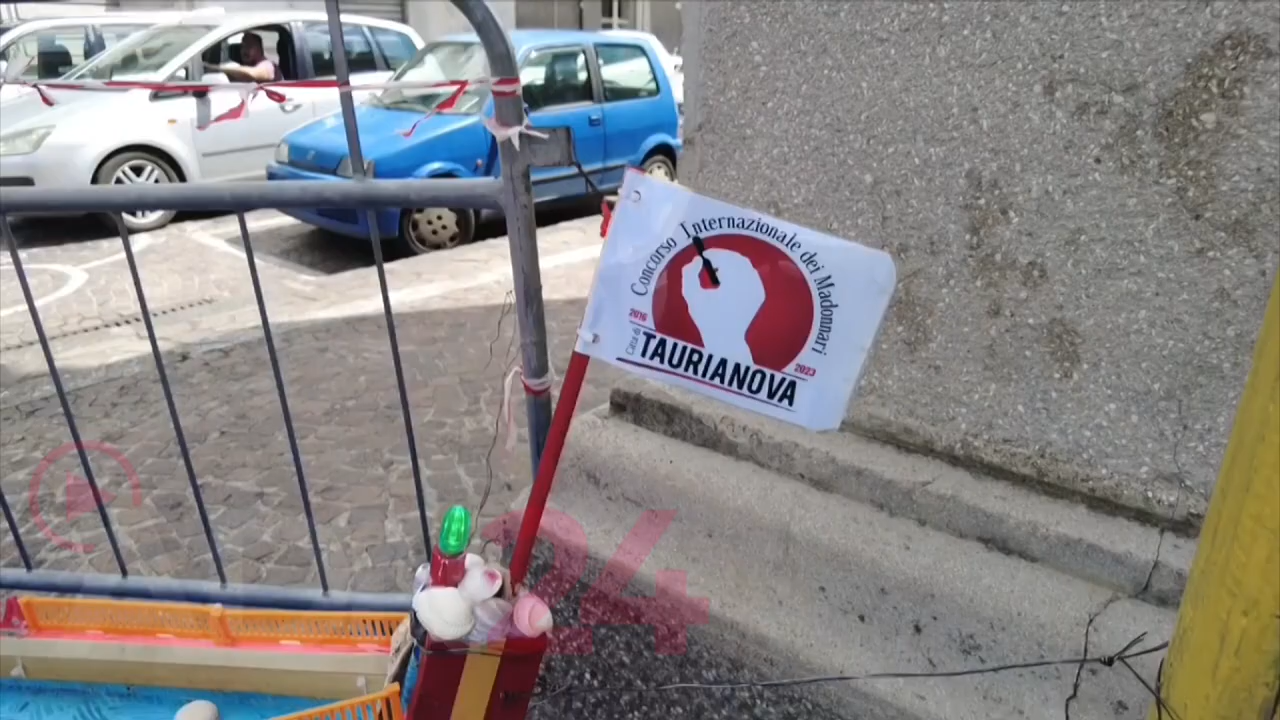 Concorso Internazionale dei Madonnari
2016
2023
Città di
TAURIANOVA
24